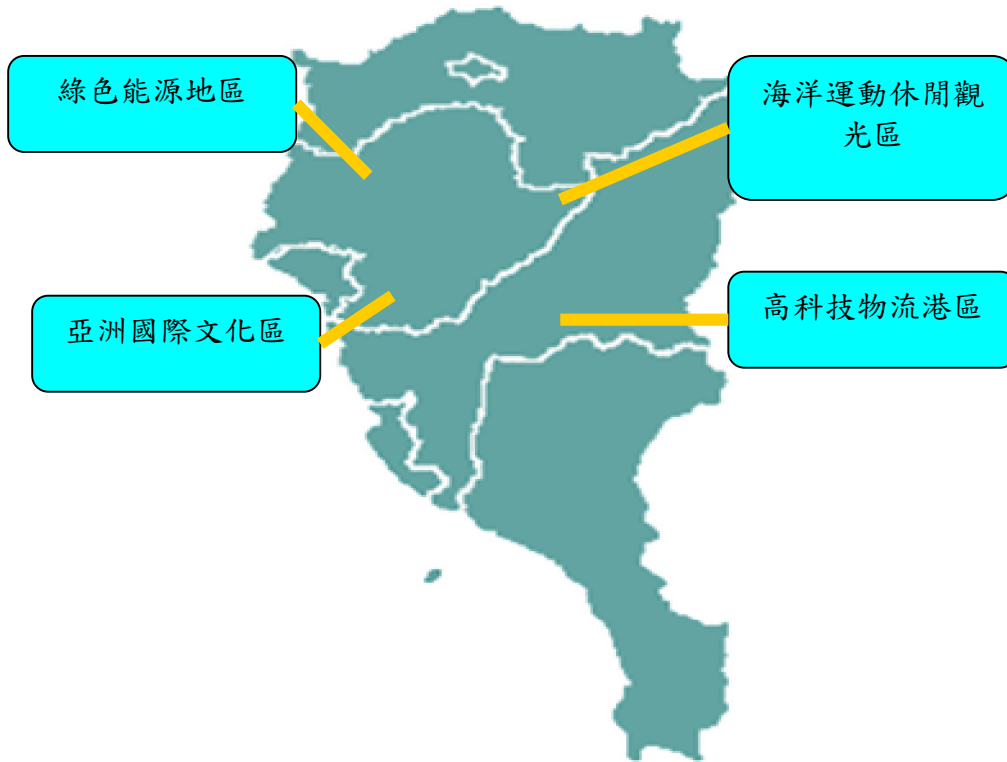 綠色能源地區
海洋運動休閒觀
光區
亞洲國際文化區
高科技物流港區